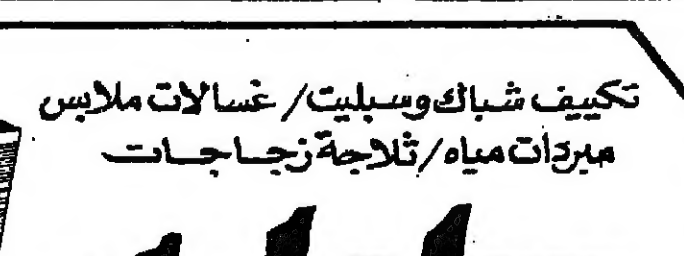 تكييف شباك وسبليت/ غسالات ملابس
مبردات مياه/ ثلاجة زجاجات